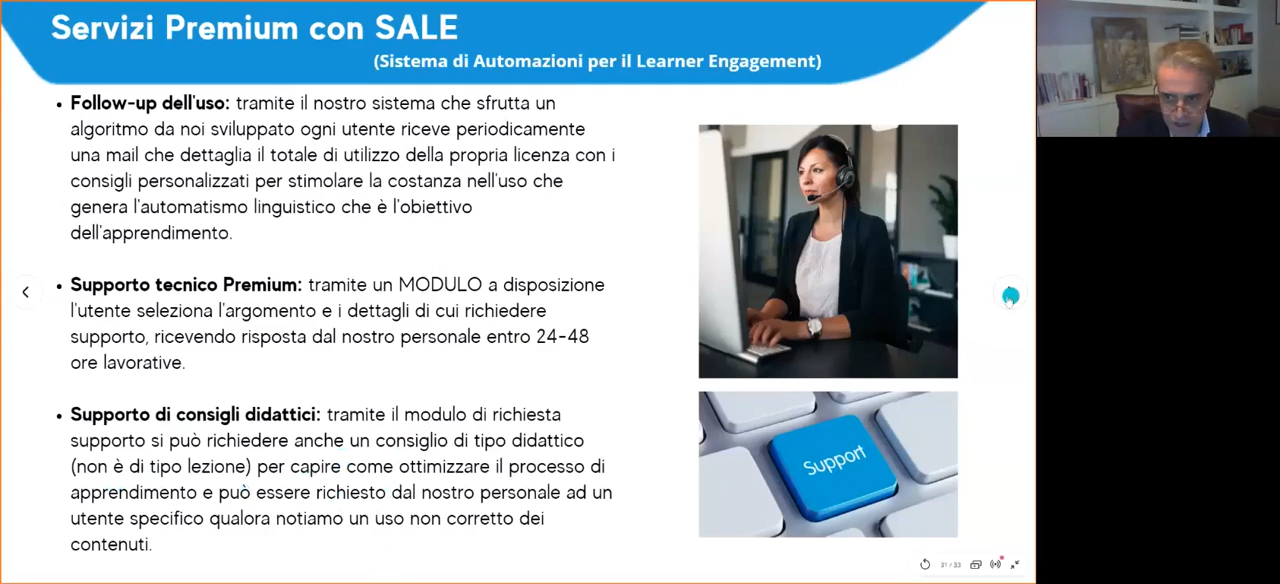 Servizi Premium con SALE
(Sistema di Automazioni per il Learner Engagement)
• Follow-up dell'uso: tramite il nostro sistema che sfrutta un
algoritmo da noi sviluppato ogni utente riceve periodicamente
una mail che dettaglia il totale di utilizzo della propria licenza con i
consigli personalizzati per stimolare la costanza nell'uso che
genera l'automatismo linguistico che è l'obiettivo
dell'apprendimento.
• Supporto tecnico Premium: tramite un MODULO a disposizione
l'utente seleziona l'argomento e i dettagli di cui richiedere
supporto, ricevendo risposta dal nostro personale entro 24-48
ore lavorative.
• Supporto di consigli didattici: tramite il modulo di richiesta
supporto si può richiedere anche un consiglio di tipo didattico
(non è di tipo lezione) per capire come ottimizzare il processo di
apprendimento e può essere richiesto dal nostro personale ad un
utente specifico qualora notiamo un uso non corretto dei
contenuti.
Support
31 / 33